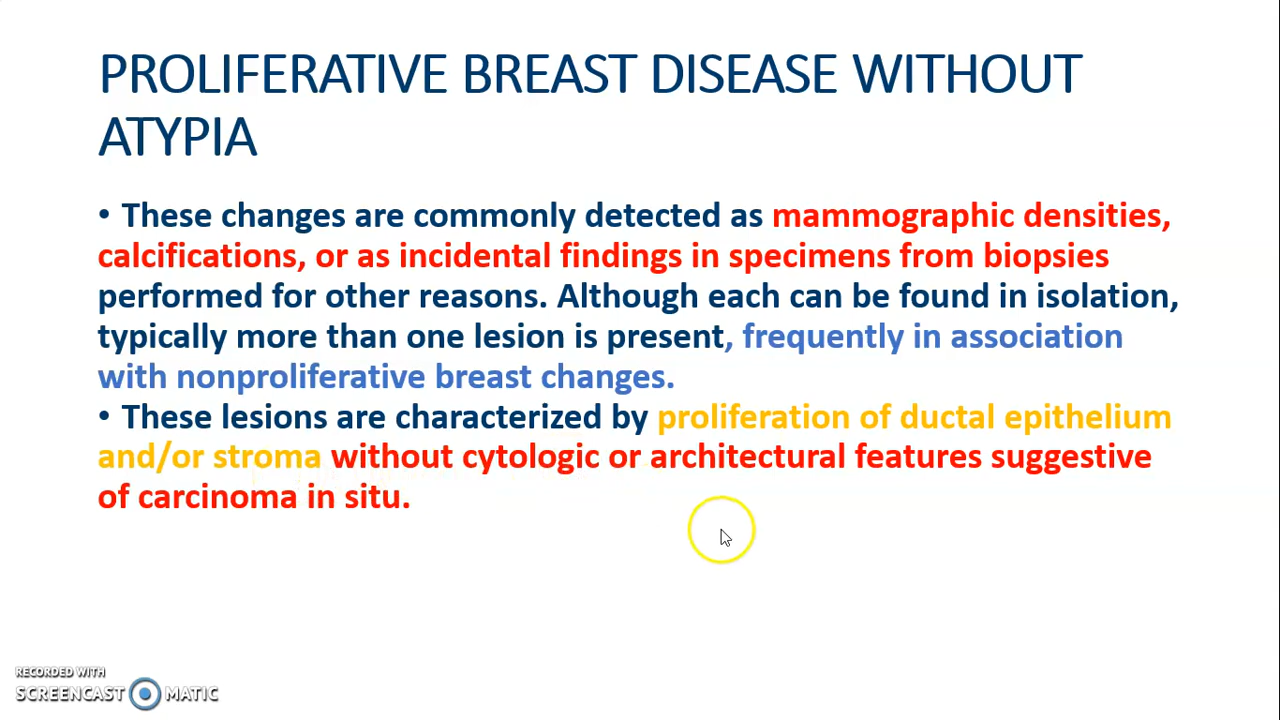 PROLIFERATIVE BREAST DISEASE WITHOUT
ATYPIA
• These changes are commonly detected as mammographic densities,
calcifications, or as incidental findings in specimens from biopsies
performed for other reasons. Although each can be found in isolation,
typically more than one lesion is present, frequently in association
with nonproliferative breast changes.
• These lesions are characterized by proliferation of ductal epithelium
and/or stroma without cytologic or architectural features suggestive
of carcinoma in situ.
RECORDED WITH
SCREENCAST MATIC